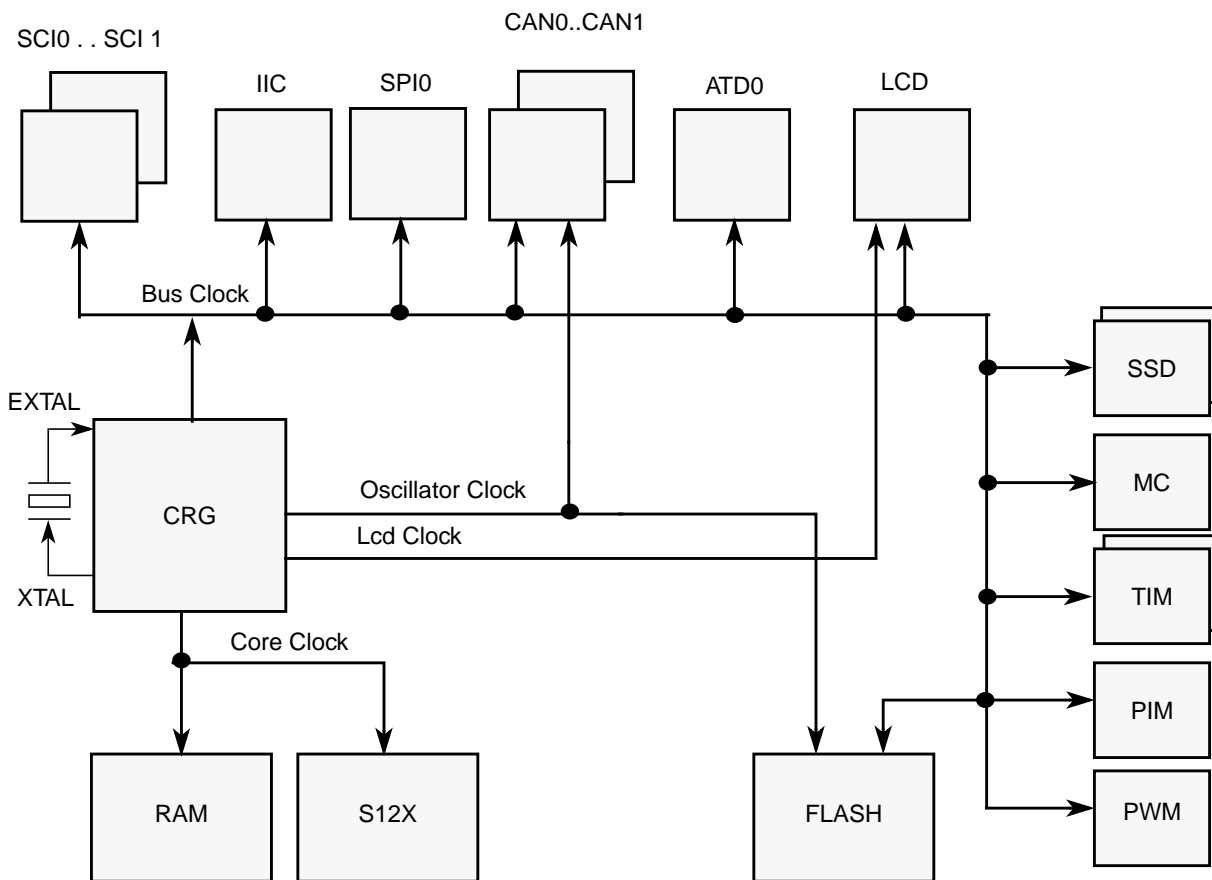 CAN0..CAN1
SCI0 . . SCI 1
IIC
SPI0
ATD0
LCD
Bus Clock
SSD
EXTAL
MC
Oscillator Clock
CRG
Lcd Clock
XTAL
TIM
Core Clock
PIM
RAM
S12X
FLASH
PWM